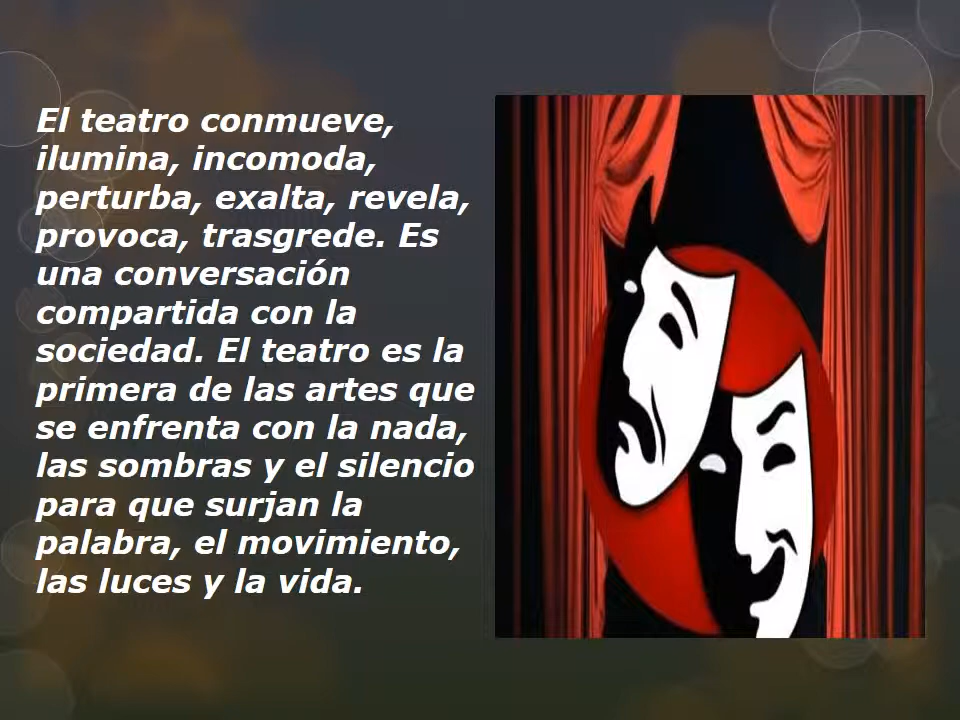 El teatro conmueve,
ilumina, incomoda,
perturba, exalta, revela,
provoca, trasgrede. Es
una conversación
compartida con la
sociedad. El teatro es la
primera de las artes que
se enfrenta con la nada,
las sombras y el silencio
para que surjan la
palabra, el movimiento,
las luces y la vida.